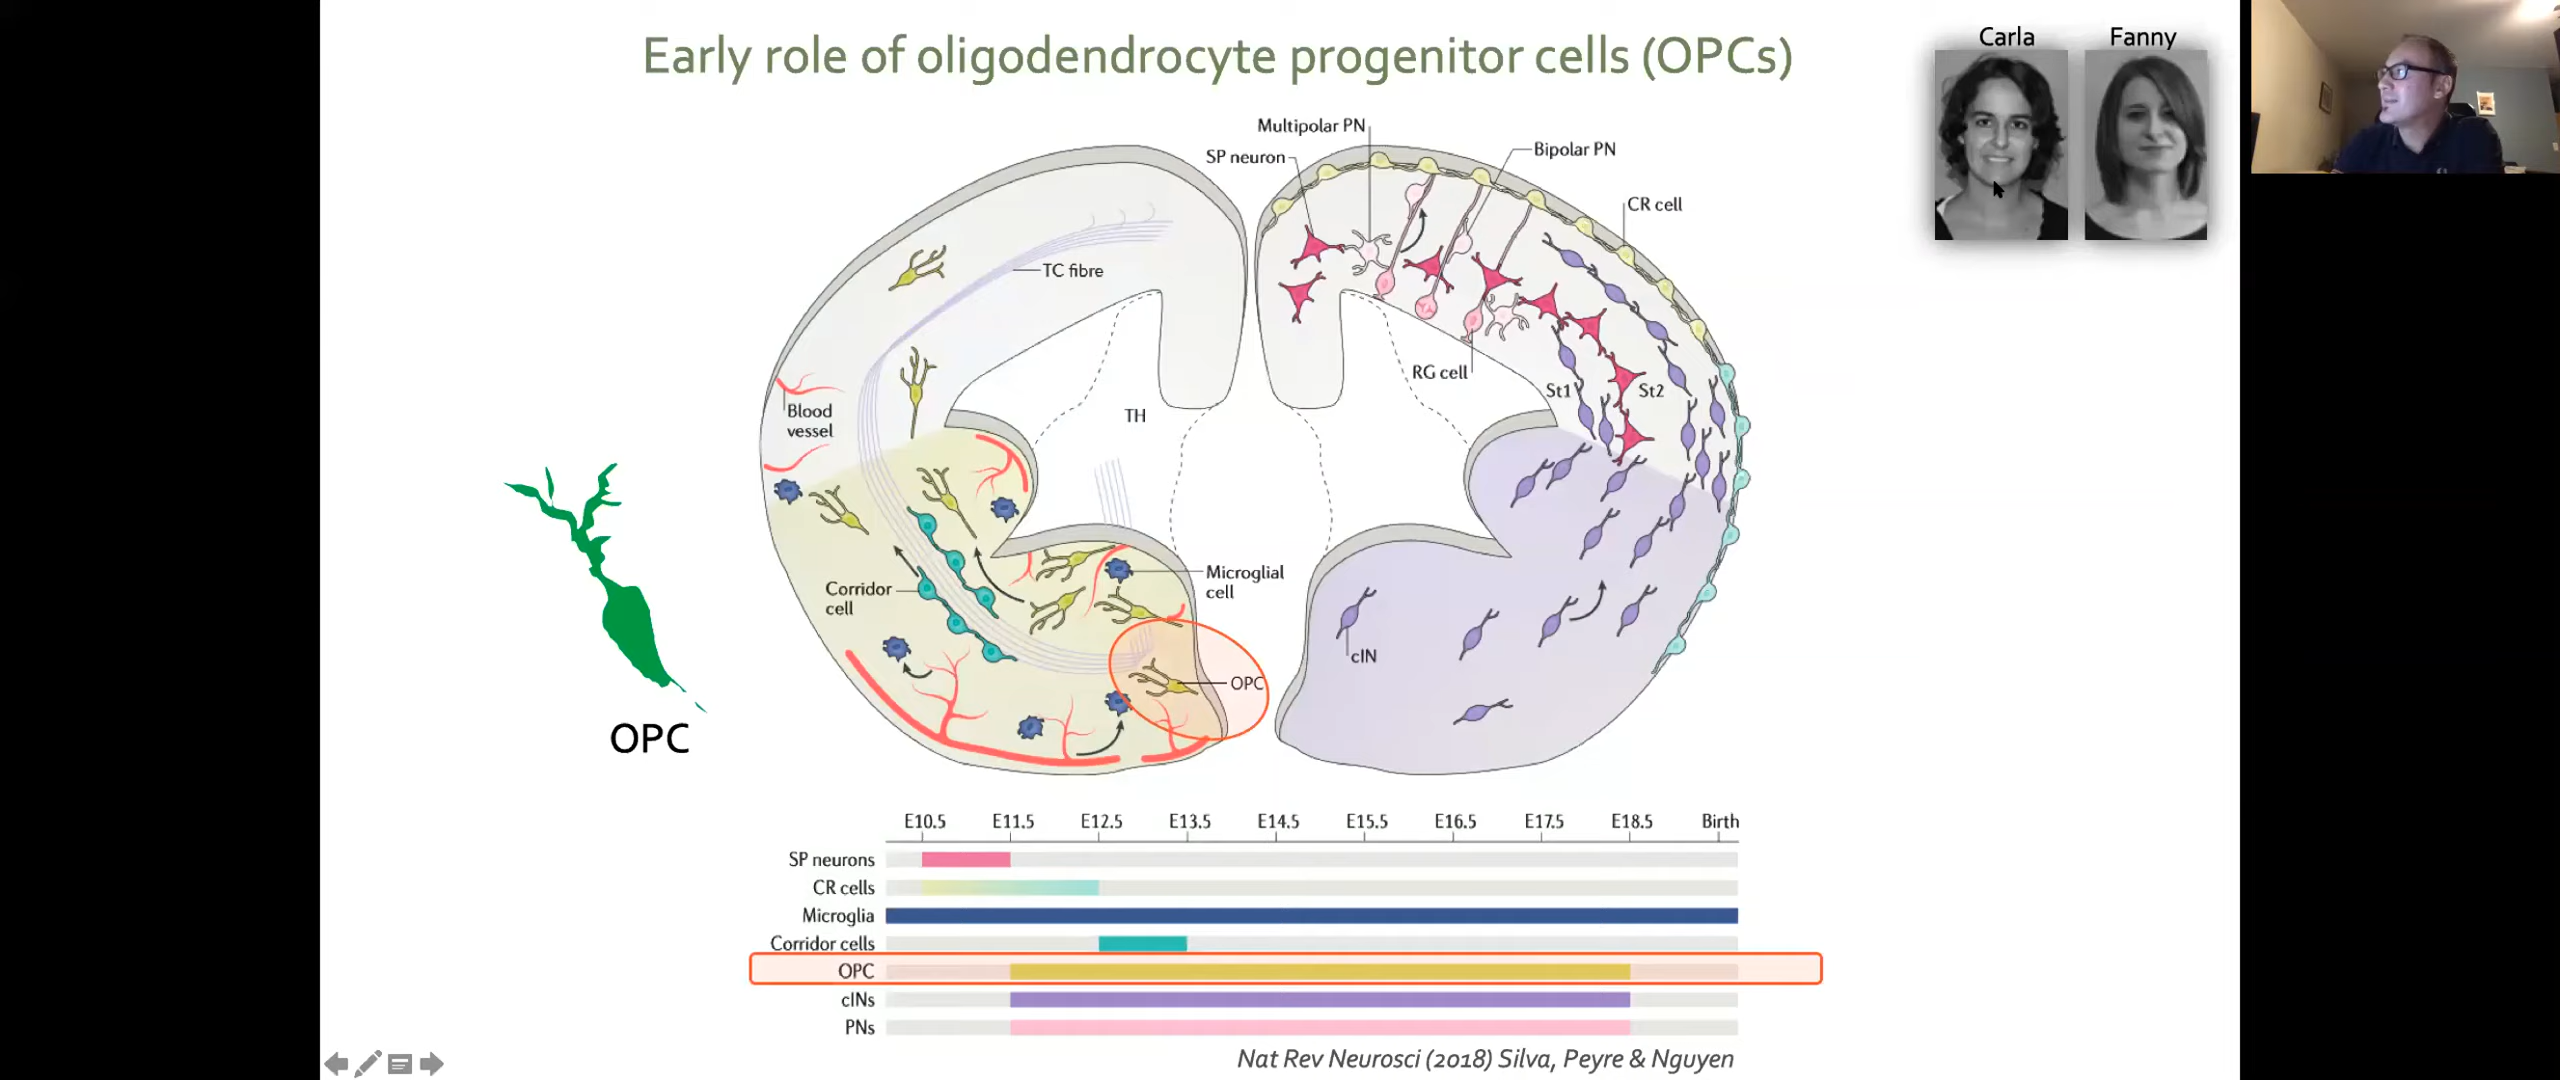 Early role of oligodendrocyte progenitor cells (OPCs)
Carla
Fanny
Multipolar PN
SP neuron
Bipolar PN
CR cell
TC fibre
RG cell
St1
St2
Blood
vessel
TH
Corridor
cell
Microglial
cell
cIN
OPC
OPC
E10.5 E11.5 E12.5 E13.5 E14.5 E15.5 E16.5 E17.5 E18.5 Birth
SP neurons
CR cells
Microglia
Corridor cells
OPC
cINs
PNs
Nat Rev Neurosci (2018) Silva, Peyre & Nguyen